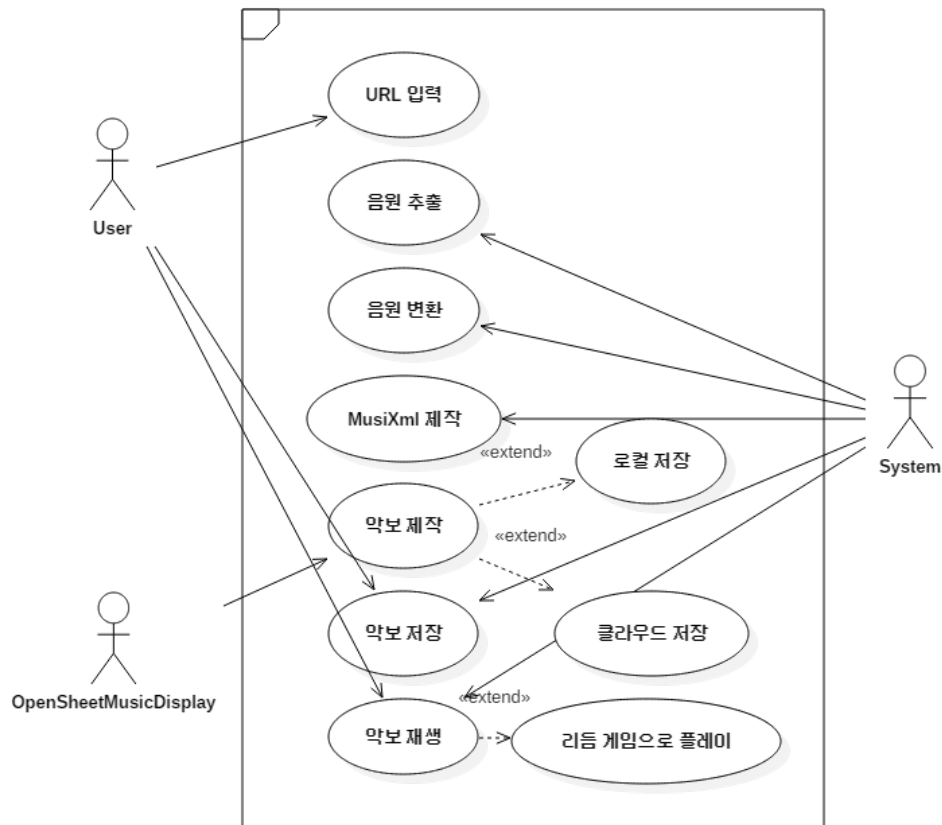 URL 입력
음원 추출
User
음원 변환
MusiXml 제작
«extend»
로컬 저장
System
악보 제작
«extend»
악보 저장
클라우드 저장
OpenSheetMusicDisplay
«extend»
악보 재생
리듬 게임으로 플레이